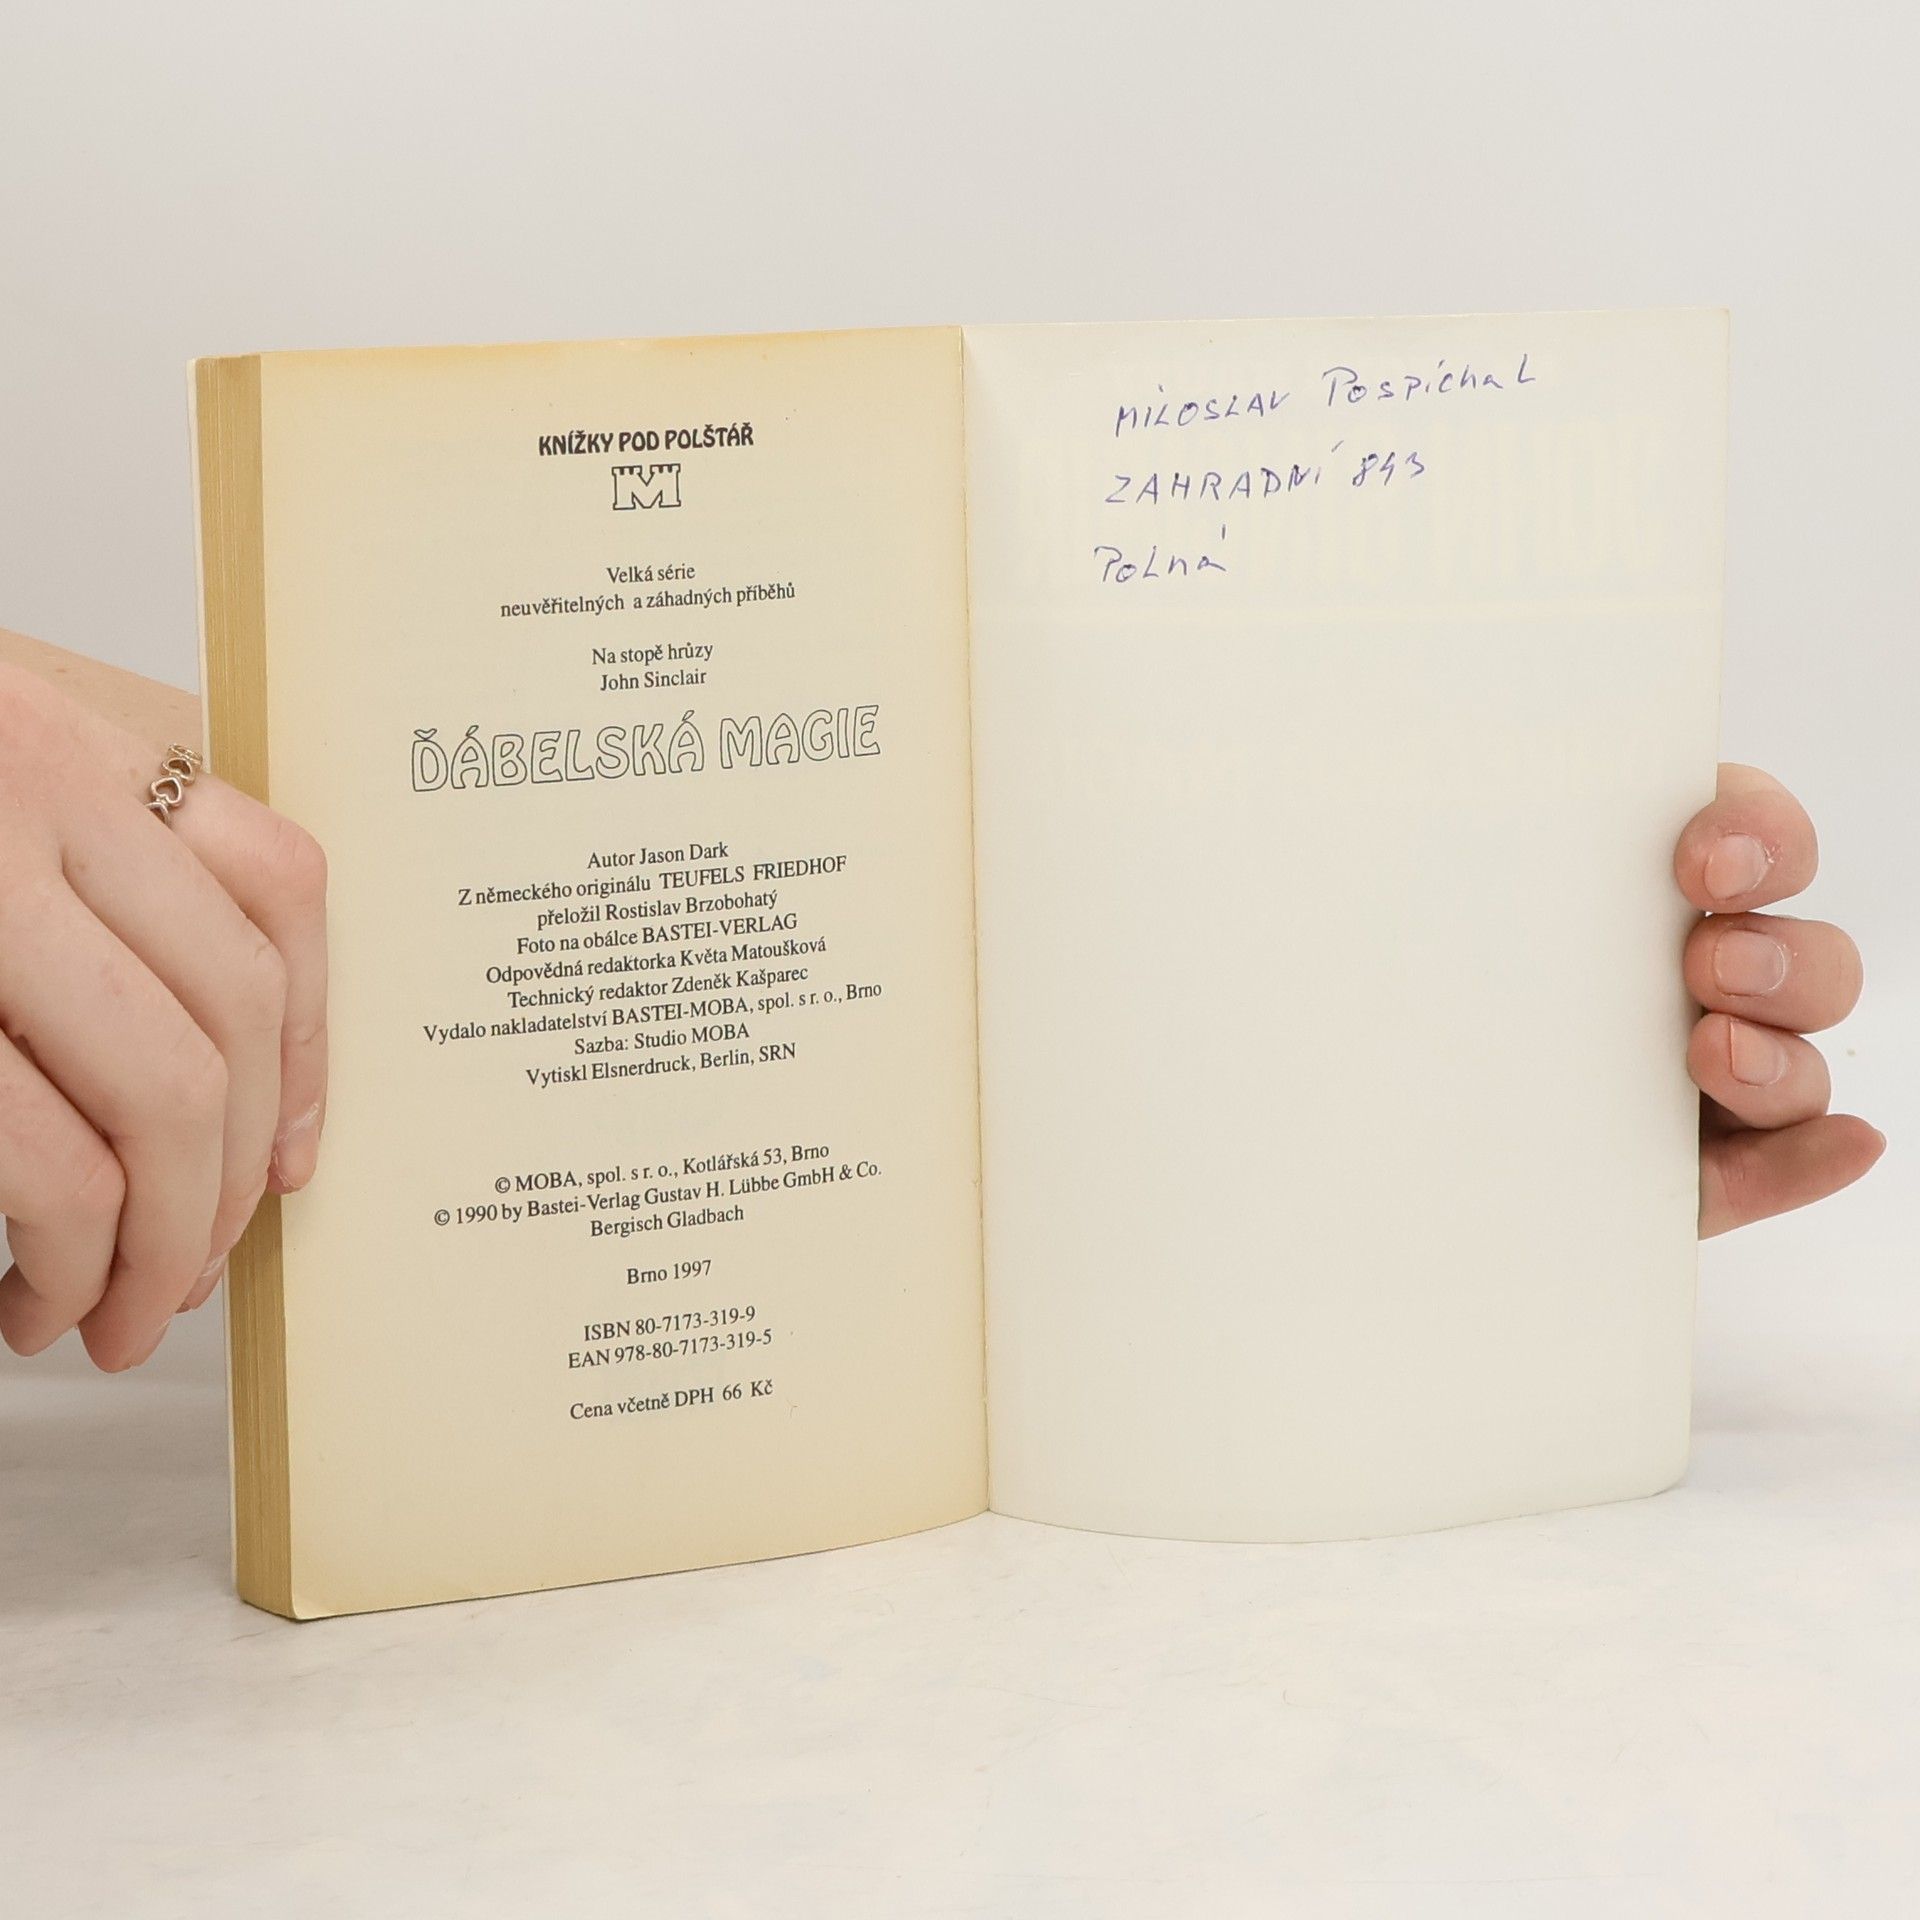 KNÍŽKY POD POLŠTÁŘ
M
Velká série
neuvěřitelných a záhadných příběhů
Na stopě hrůzy
John Sinclair
ĎÁBELSKÁ MAGIE
Autor Jason Dark
Z německého originálu TEUFELS FRIEDHOF
přeložil Rostislav Brzobohatý
Foto na obálce BASTEI-VERLAG
Odpovědná redaktorka Květa Matoušková
Technický redaktor Zdeněk Kašparec
Vydalo nakladatelství BASTEI-MOBA, spol. s r. o., Brno
Sazba: Studio MOBA
Vytiskl Elsnerdruck, Berlin, SRN
© MOBA, spol. s r. o., Kotlářská 53, Brno
© 1990 by Bastei-Verlag Gustav H. Lübbe GmbH & Co.
Bergisch Gladbach
Brno 1997
ISBN 80-7173-319-9
EAN 978-80-7173-319-5
Cena včetně DPH 66 Kč
MILOSLAV PospíchaL
ZAHRADNÍ 843
PoLná